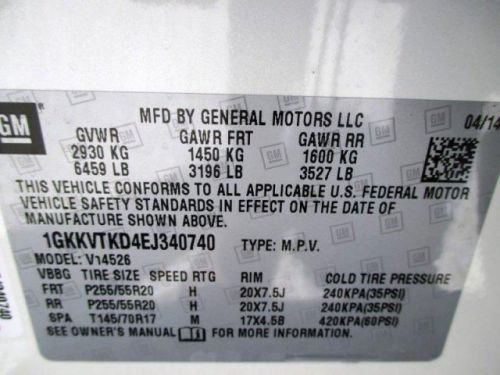 MFD BY GENERAL MOTORS LLC
GM
04/14
GVWR GAWR FRT GAWR RR
2930 KG 1450 KG 1600 KG
6459 LB 3196 LB 3527 LB
THIS VEHICLE CONFORMS TO ALL APPLICABLE U.S. FEDERAL MOTOR
VEHICLE SAFETY STANDARDS IN EFFECT ON THE DATE OF MANUFACTURE
SHOWN ABOVE.
1GKKVTKD4EJ340740 TYPE: M.P.V.
MODEL: V14526
VBBG TIRE SIZE SPEED RTG RIM COLD TIRE PRESSURE
FRT P255/55R20 H 20X7.5J 240KPA(35PSI)
RR P255/55R20 H 20X7.5J 240KPA(35PSI)
SPA T145/70R17 M 17X4.5B 420KPA(60PSI)
SEE OWNER'S MANUAL FOR MORE INFORMATION.